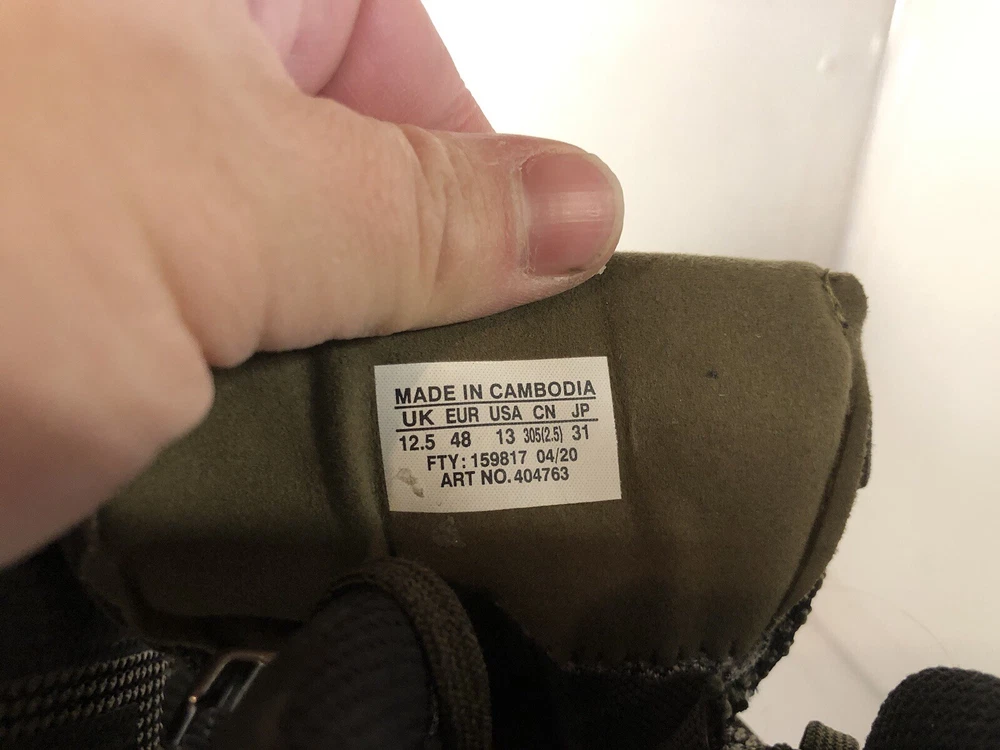 MADE IN CAMBODIA
UK EUR USA CN JP
12.5 48 13 305(2.5) 31
FTY: 159817 04/20
ART NO. 404763